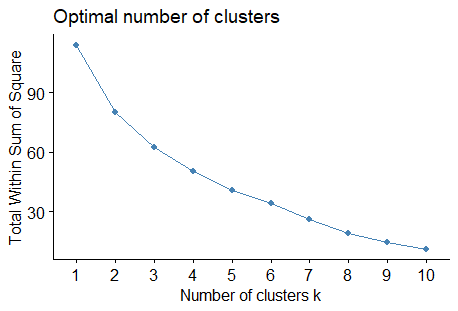 Optimal number of clusters
Total Within Sum of Square
90
60
30
1 2 3 4 5 6 7 8 9 10
Number of clusters k